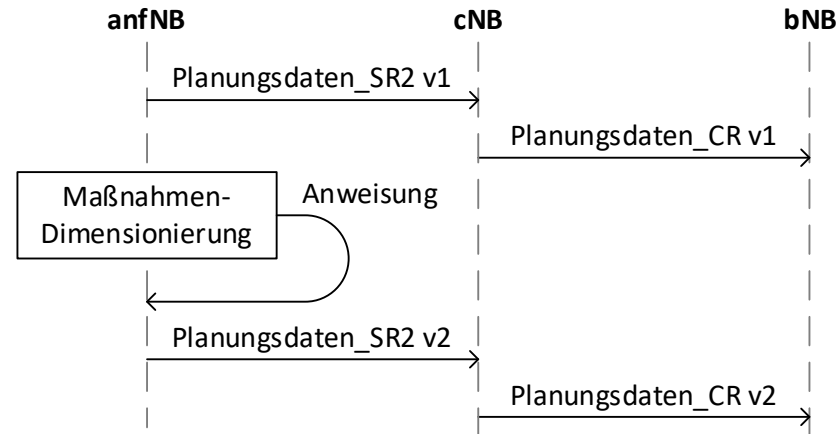 anfNB
cNB
bNB
Planungsdaten_SR2 v1
Planungsdaten_CR v1
Maßnahmen-
Dimensionierung
Anweisung
Planungsdaten_SR2 v2
Planungsdaten_CR v2